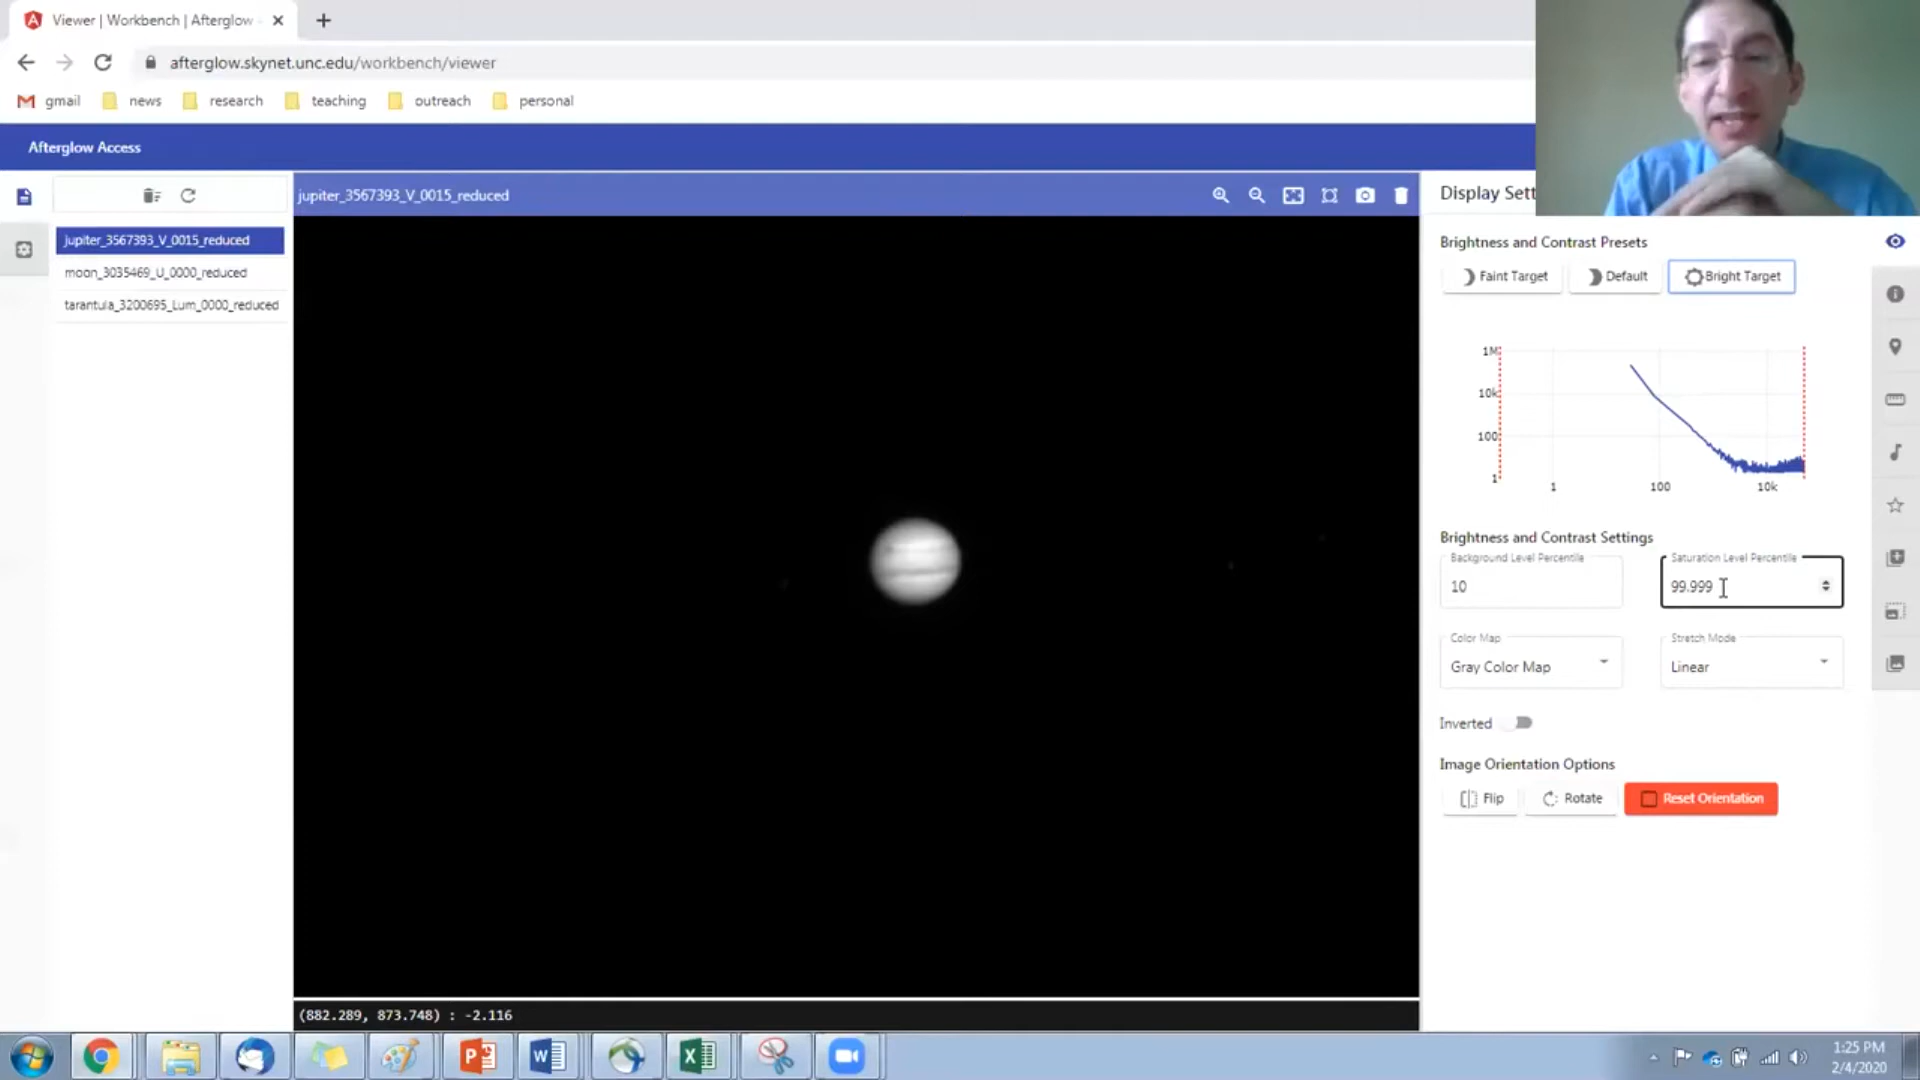 Viewer | Workbench | Afterglow
afterglow.skynet.unc.edu/workbench/viewer
gmail
news
research
teaching
outreach
personal
Afterglow Access
jupiter_3567393_V_0015_reduced
Display Sett
jupiter_3567393_V_0015_reduced
moon_3035469_U_0000_reduced
tarantula_3200695_Lum_0000_reduced
Brightness and Contrast Presets
Faint Target
Default
Bright Target
1M
10k
100
1
1
100
10k
Brightness and Contrast Settings
Background Level Percentile
10
Saturation Level Percentile
99.999
Color Map
Gray Color Map
Stretch Mode
Linear
Inverted
Image Orientation Options
Flip
Rotate
Reset Orientation
(882.289, 873.748) : -2.116
1:25 PM
2/4/2020